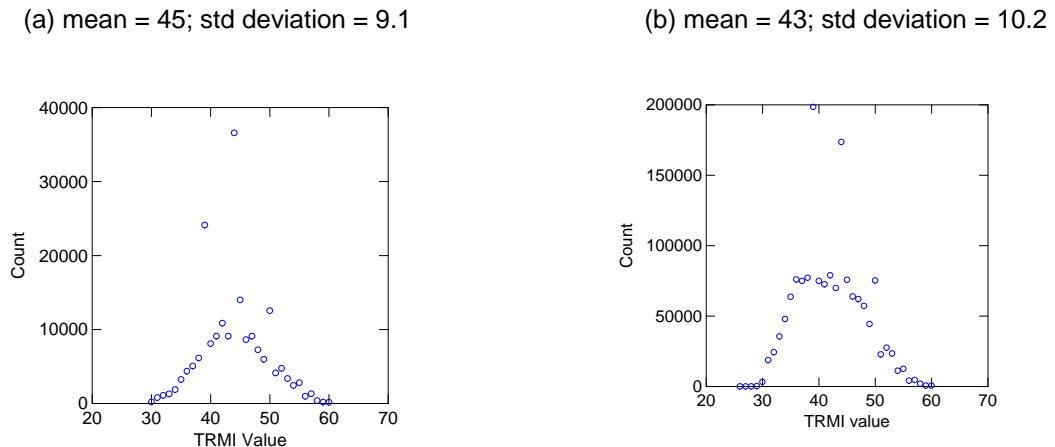 (a) mean = 45; std deviation = 9.1
(b) mean = 43; std deviation = 10.2
40000
30000
20000
10000
0
Count
20 30 40 50 60 70
TRMI Value
200000
150000
100000
50000
0
Count
20 30 40 50 60 70
TRMI value